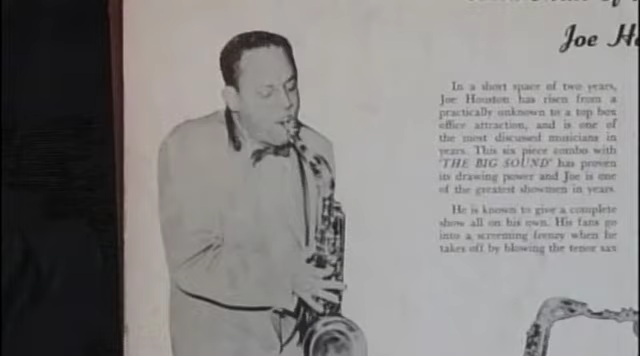 Joe
In a short space of two years,
Joe Houston has risen from a
practically unknown to a top box
office attraction, and is one of
the most discussed musicians in
years. This six piece combo with
'THE BIG SOUND' has proven
its drawing power and Joe is one
of the greatest showmen in years.
He is known to give a complete
show all on his own. His fans go
into a screaming frenzy when he
takes off by blowing the tenor sax